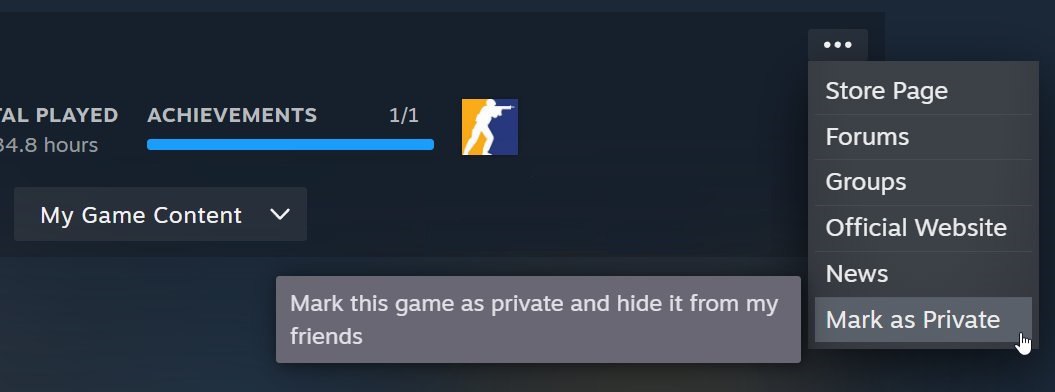 TAL PLAYED
34.8 hours
ACHIEVEMENTS 1/1
My Game Content
Mark this game as private and hide it from my
friends
Store Page
Forums
Groups
Official Website
News
Mark as Private